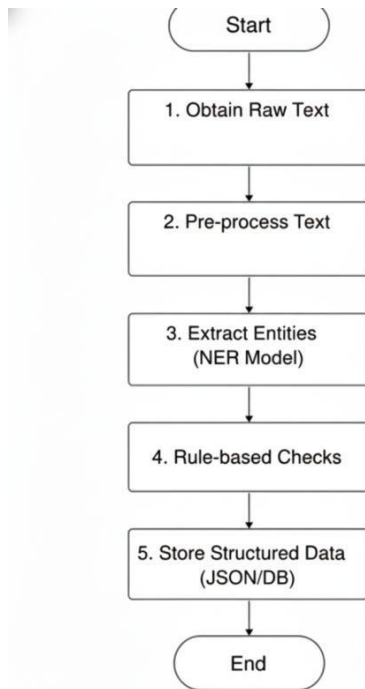 Start
1. Obtain Raw Text
2. Pre-process Text
3. Extract Entities
(NER Model)
4. Rule-based Checks
5. Store Structured Data
(JSON/DB)
End